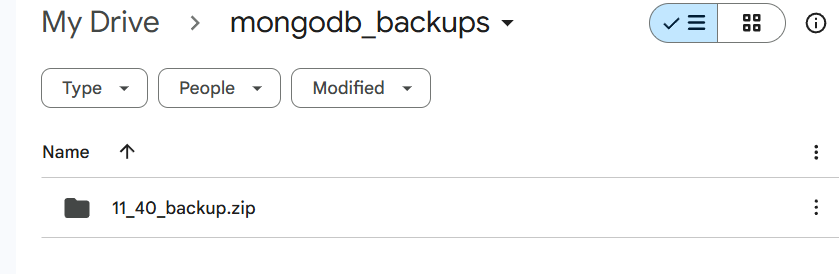 My Drive > mongodb_backups
Type People Modified
Name
11_40_backup.zip